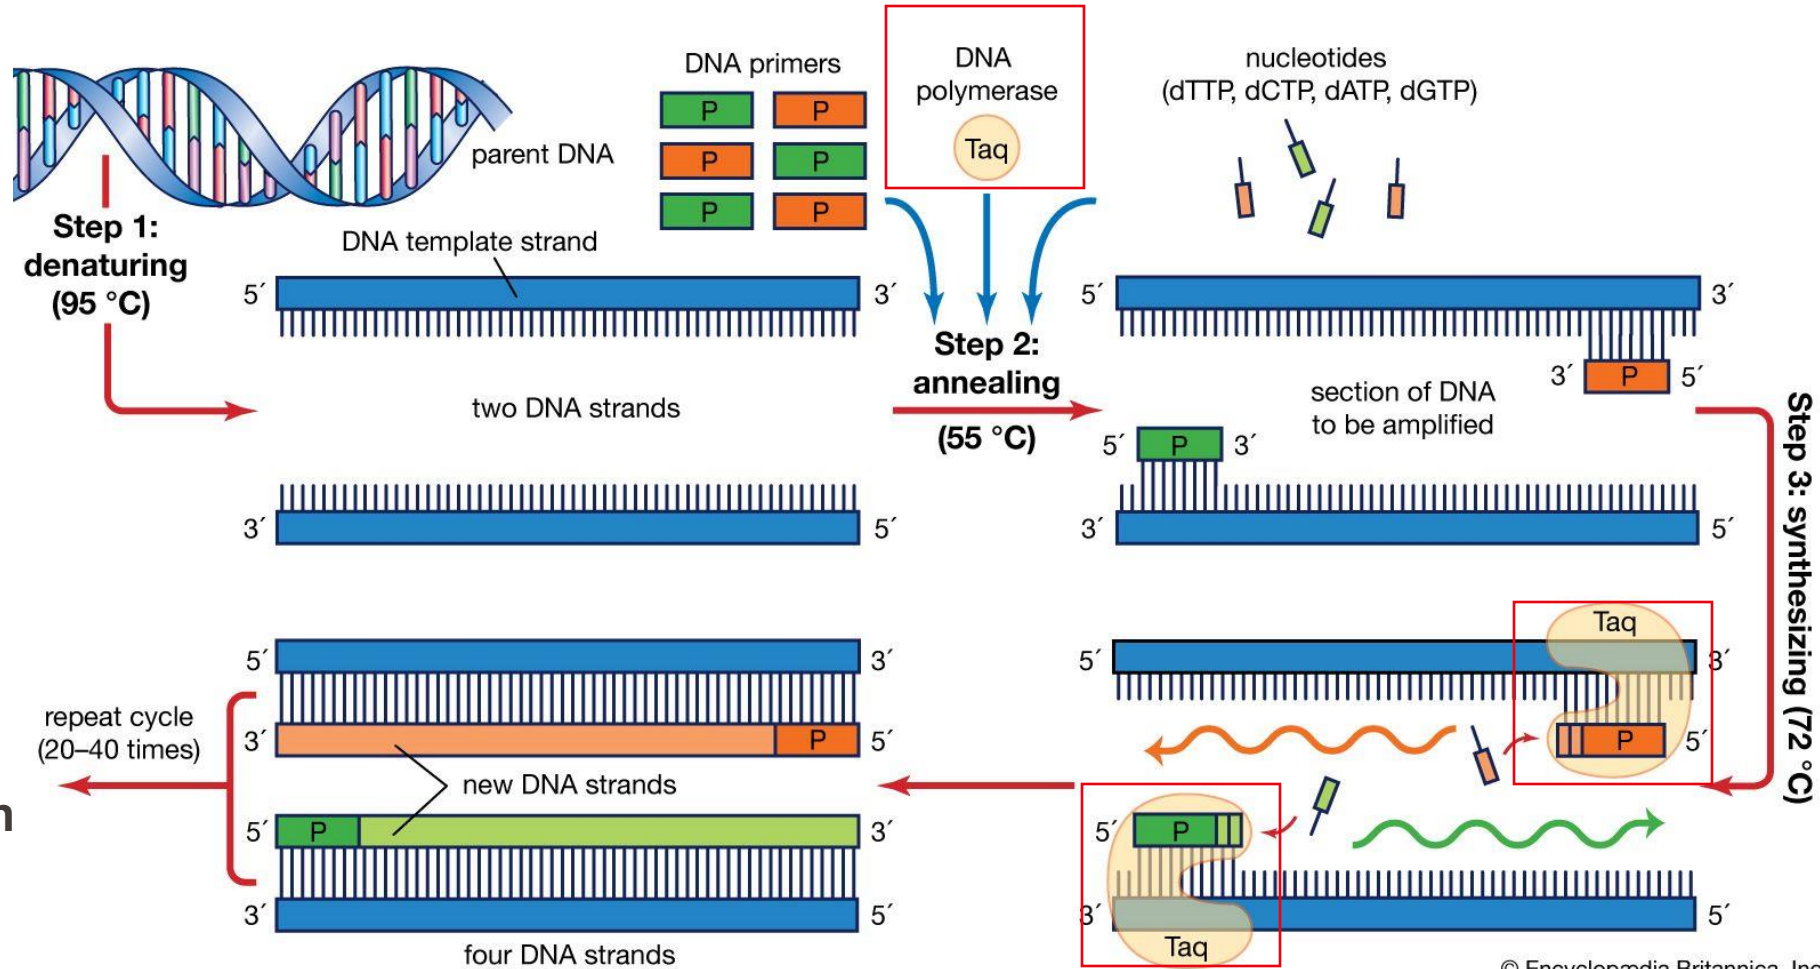 DNA primers
P P
P P
P P
DNA
polymerase
Taq
nucleotides
(dTTP, dCTP, dATP, dGTP)
parent DNA
Step 1:
denaturing
(95 °C)
DNA template strand
5′ 3′
two DNA strands
3′ 5′
Step 2:
annealing
(55 °C)
5′ 3′
3′ P 5′
section of DNA
to be amplified
5′ P 3′
3′ 5′
Step 3: synthesizing (72 °C)
Taq
5′ 3′
P 5′
5′ P
3′ 5′
Taq
5′ 3′
3′ P 5′
new DNA strands
5′ P 3′
3′ 5′
four DNA strands
repeat cycle
(20–40 times)
n
© Encyclopædia Britannica, Inc